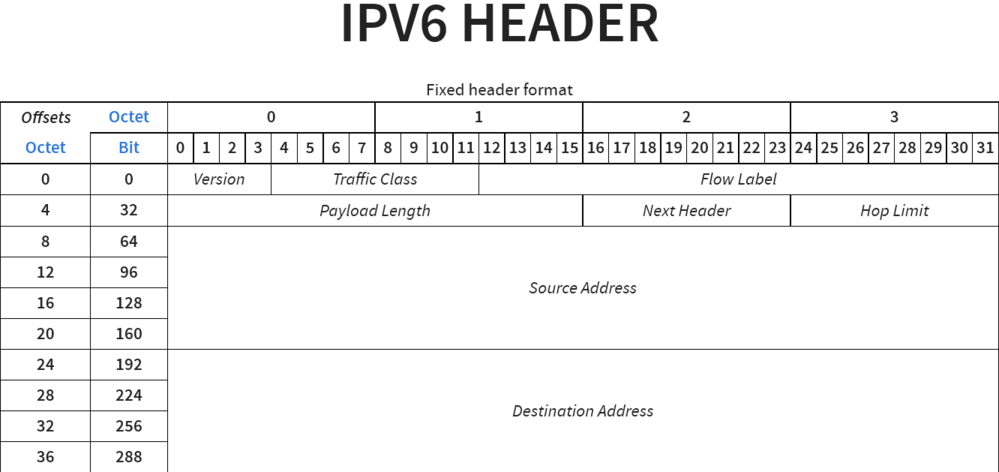 IPV6 HEADER
Fixed header format
Offsets Octet 0 1 2 3
Octet Bit 0 1 2 3 4 5 6 7 8 9 10 11 12 13 14 15 16 17 18 19 20 21 22 23 24 25 26 27 28 29 30 31
0 0 Version Traffic Class Flow Label
4 32 Payload Length Next Header Hop Limit
8 64
12 96
Source Address
16 128
20 160
24 192
28 224
Destination Address
32 256
36 288